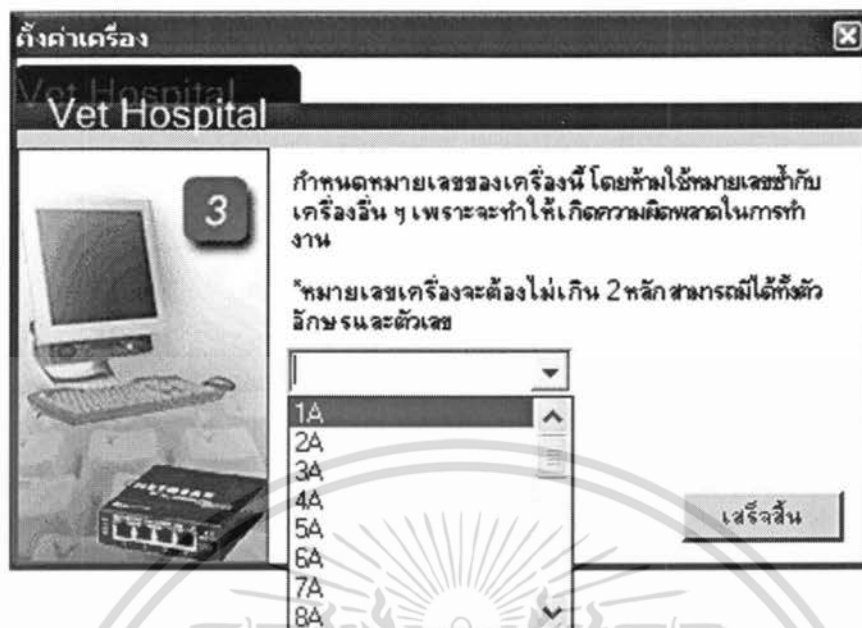 ตั้งค่าเครื่อง
Vet Hospital
Vet Hospital
3
กำหนดหมายเลขของเครื่องนี้ โดยห้ามใช้หมายเลขซ้ำกับ
เครื่องอื่น ๆ เพราะจะทำให้เกิดความผิดพลาดในการทำ
งาน
*หมายเลขเครื่องจะต้องไม่เกิน 2 หลัก สามารถมีได้ทั้งตัว
อักษรและตัวเลข
1A
2A
3A
4A
5A
6A
7A
8A
NETGEAR
เสร็จสิ้น